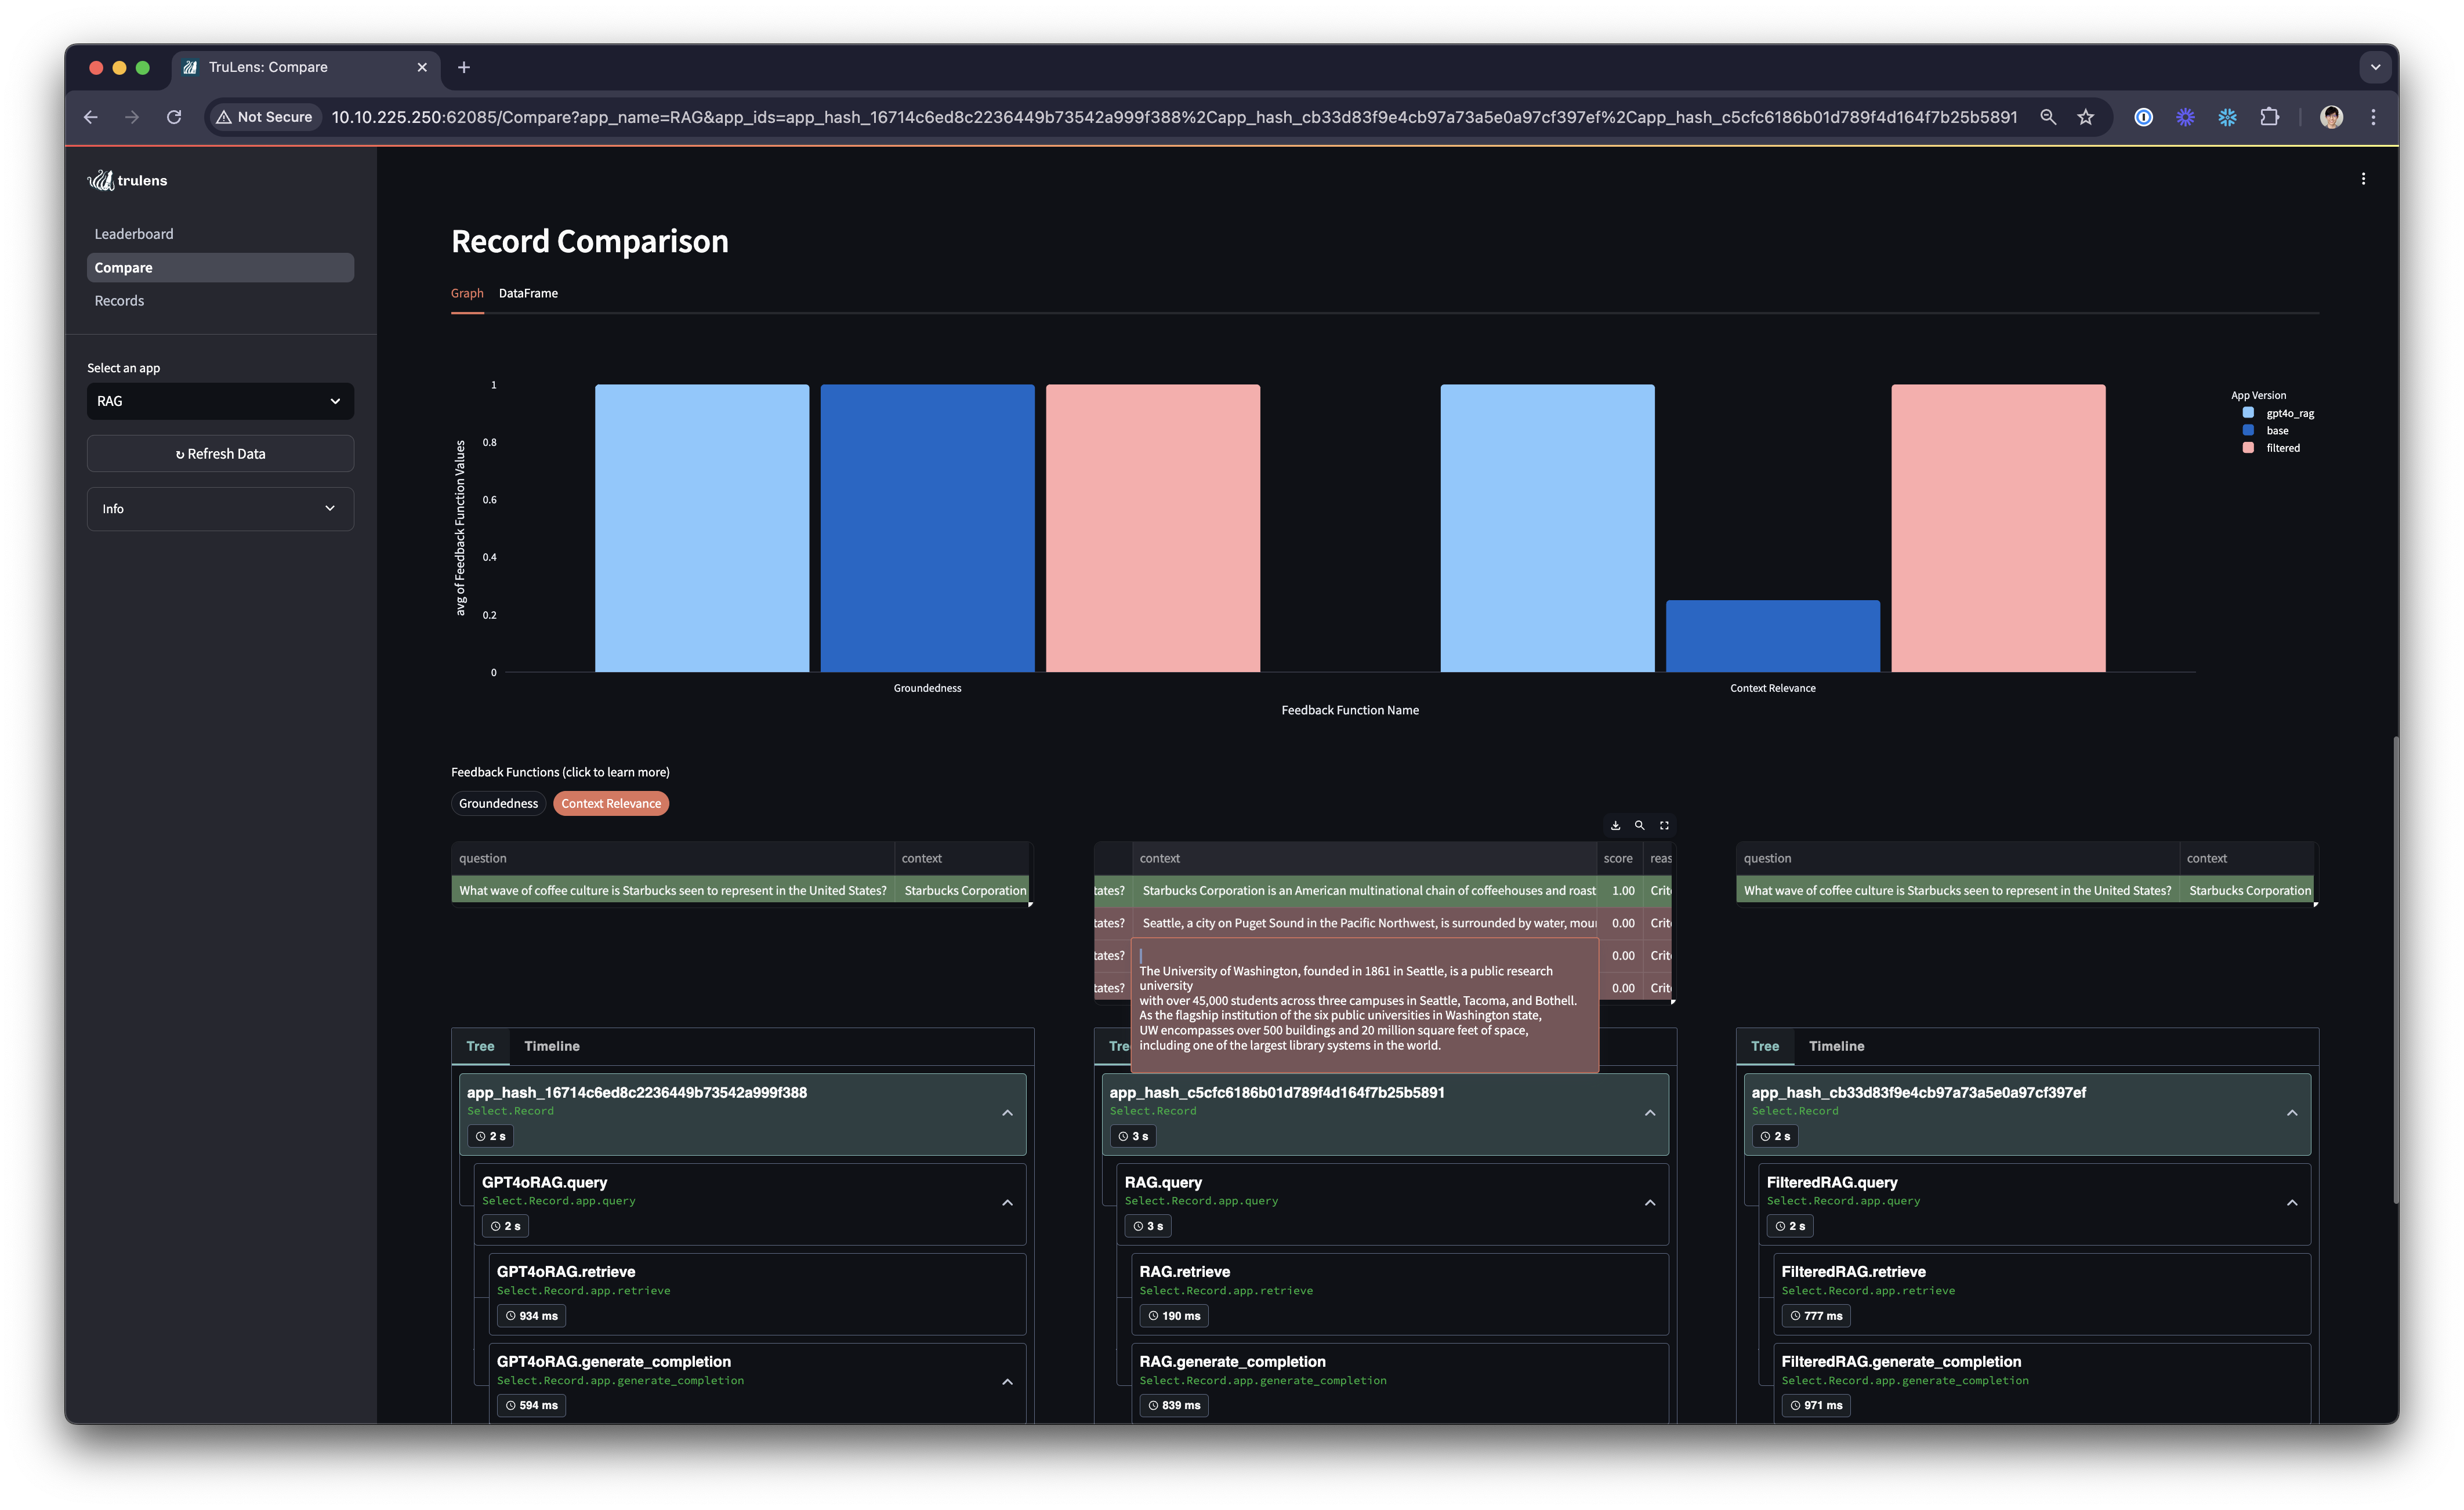 TruLens: Compare
Not Secure
10.10.225.250:62085/Compare?app_name=RAG&app_ids=app_hash_16714c6ed8c2236449b73542a999f388%2Capp_hash_cb33d83f9e4cb97a73a5e0a97cf397ef%2Capp_hash_c5cfc6186b01d789f4d164f7b25b5891
trulens
Leaderboard
Compare
Records
Select an app
RAG
↻ Refresh Data
Info
Record Comparison
Graph
DataFrame
avg of Feedback Function Values
1
0.8
0.6
0.4
0.2
0
Groundedness
Context Relevance
Feedback Function Name
App Version
gpt4o_rag
base
filtered
Feedback Functions (click to learn more)
Groundedness
Context Relevance
question context
What wave of coffee culture is Starbucks seen to represent in the United States? Starbucks Corporation
context score reas
tates? Starbucks Corporation is an American multinational chain of coffeehouses and roast 1.00 Crit
tates? Seattle, a city on Puget Sound in the Pacific Northwest, is surrounded by water, mou 0.00 Crit
tates? 0.00 Crit
tates? 0.00 Crit
The University of Washington, founded in 1861 in Seattle, is a public research
university
with over 45,000 students across three campuses in Seattle, Tacoma, and Bothell.
As the flagship institution of the six public universities in Washington state,
UW encompasses over 500 buildings and 20 million square feet of space,
including one of the largest library systems in the world.
question context
What wave of coffee culture is Starbucks seen to represent in the United States? Starbucks Corporation
Tree Timeline
app_hash_16714c6ed8c2236449b73542a999f388
Select.Record
2 s
GPT4oRAG.query
Select.Record.app.query
2 s
GPT4oRAG.retrieve
Select.Record.app.retrieve
934 ms
GPT4oRAG.generate_completion
Select.Record.app.generate_completion
594 ms
Tre
app_hash_c5cfc6186b01d789f4d164f7b25b5891
Select.Record
3 s
RAG.query
Select.Record.app.query
3 s
RAG.retrieve
Select.Record.app.retrieve
190 ms
RAG.generate_completion
Select.Record.app.generate_completion
839 ms
Tree Timeline
app_hash_cb33d83f9e4cb97a73a5e0a97cf397ef
Select.Record
2 s
FilteredRAG.query
Select.Record.app.query
2 s
FilteredRAG.retrieve
Select.Record.app.retrieve
777 ms
FilteredRAG.generate_completion
Select.Record.app.generate_completion
971 ms